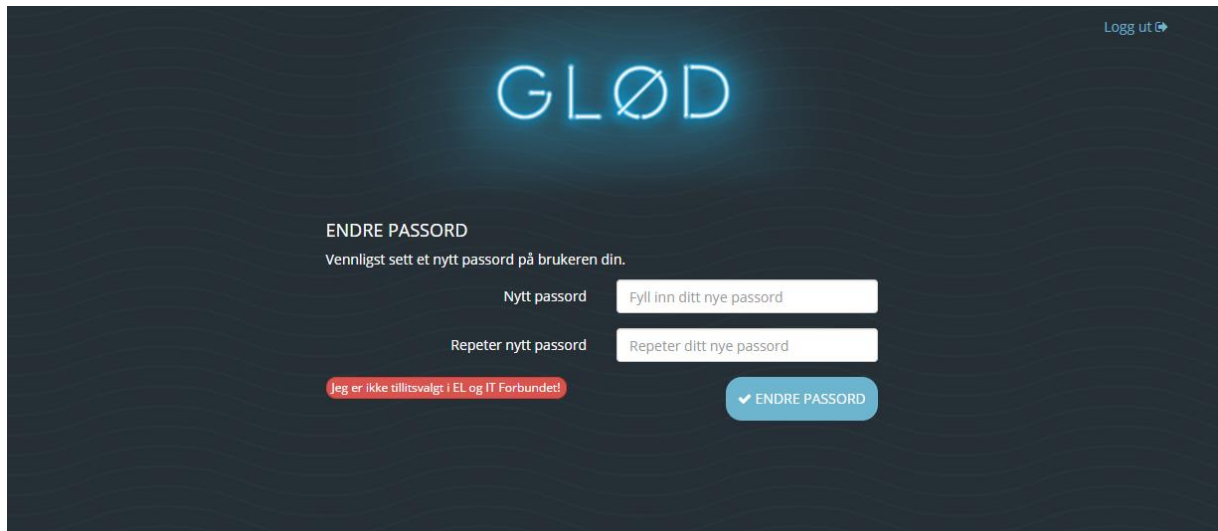 Logg ut
GLØD
ENDRE PASSORD
Vennligst sett et nytt passord på brukeren din.
Nytt passord
Fyll inn ditt nye passord
Repeter nytt passord
Repeter ditt nye passord
Jeg er ikke tillitsvalgt i EL og IT Forbundet!
ENDRE PASSORD